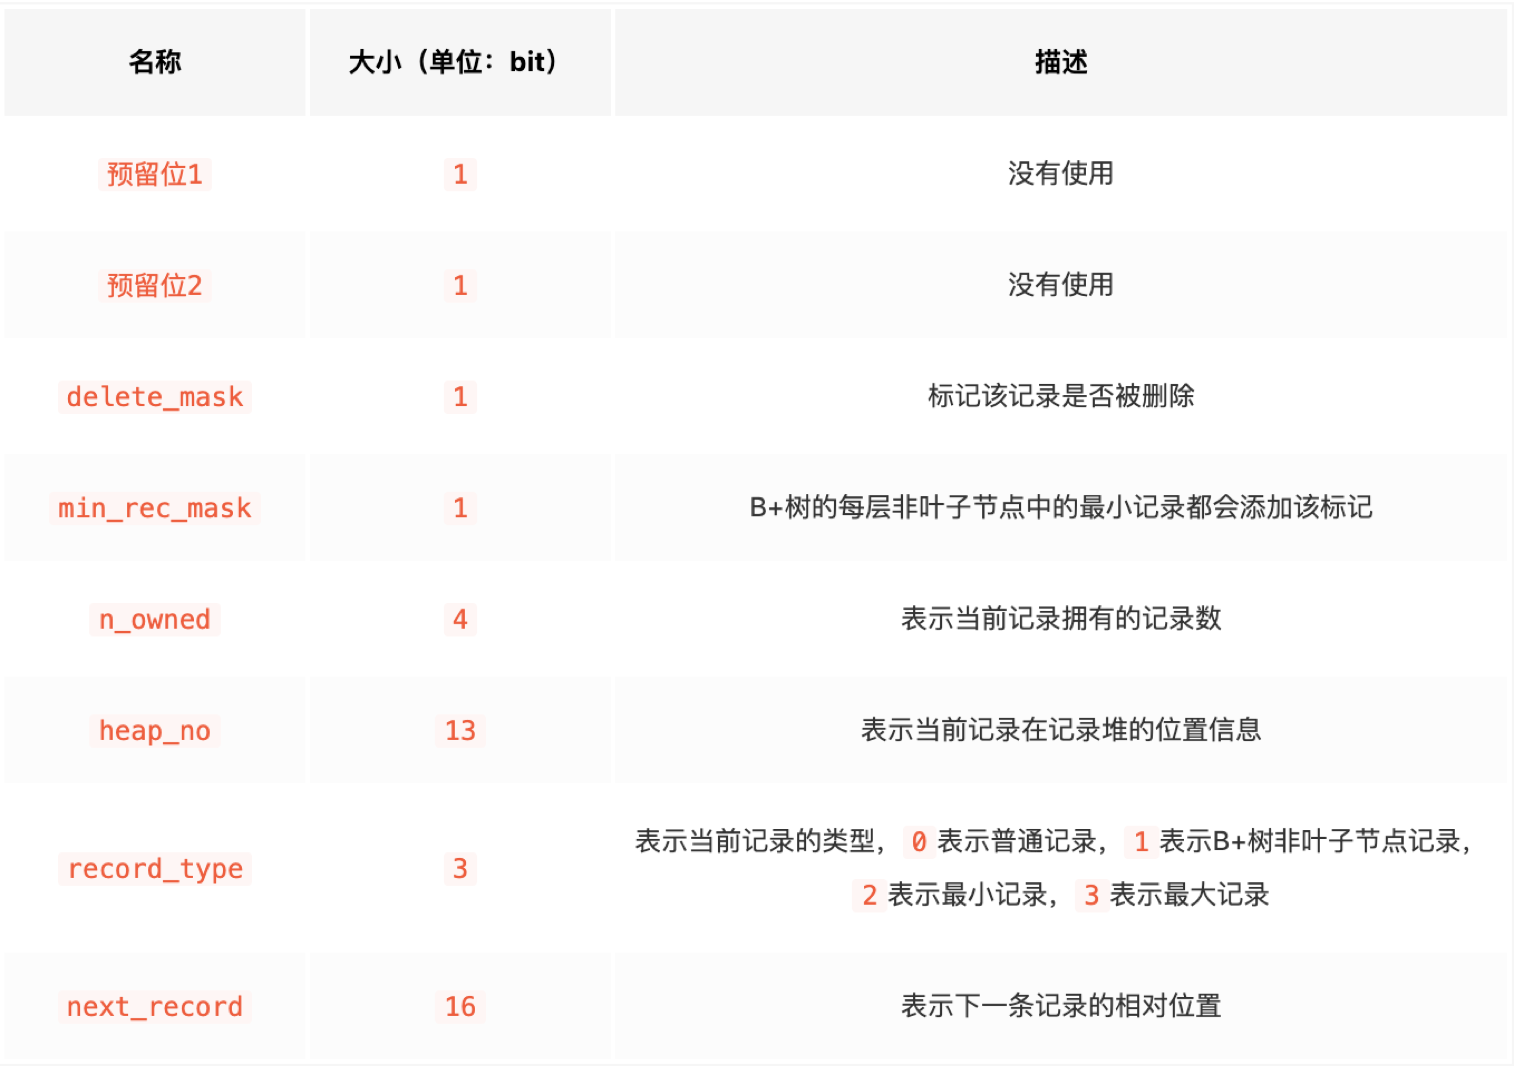 名称 大小（单位：bit） 描述
预留位1 1 没有使用
预留位2 1 没有使用
delete_mask 1 标记该记录是否被删除
min_rec_mask 1 B+树的每层非叶子节点中的最小记录都会添加该标记
n_owned 4 表示当前记录拥有的记录数
heap_no 13 表示当前记录在记录堆的位置信息
record_type 3 表示当前记录的类型，0表示普通记录，1表示B+树非叶子节点记录，
2表示最小记录，3表示最大记录
next_record 16 表示下一条记录的相对位置